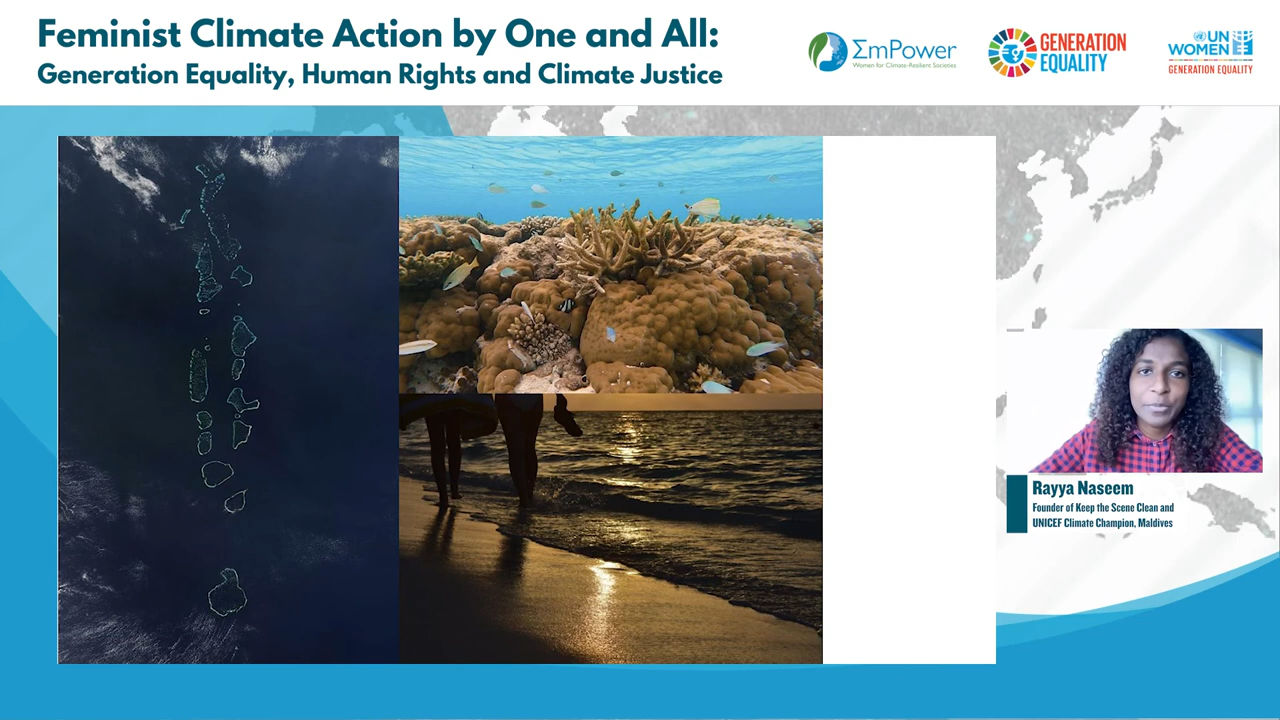 Feminist Climate Action by One and All:
Generation Equality, Human Rights and Climate Justice
ΣmPower
Women for Climate-Resilient Societies
GENERATION
EQUALITY
UN
WOMEN
GENERATION EQUALITY
Rayya Naseem
Founder of Keep the Scene Clean and
UNICEF Climate Champion, Maldives